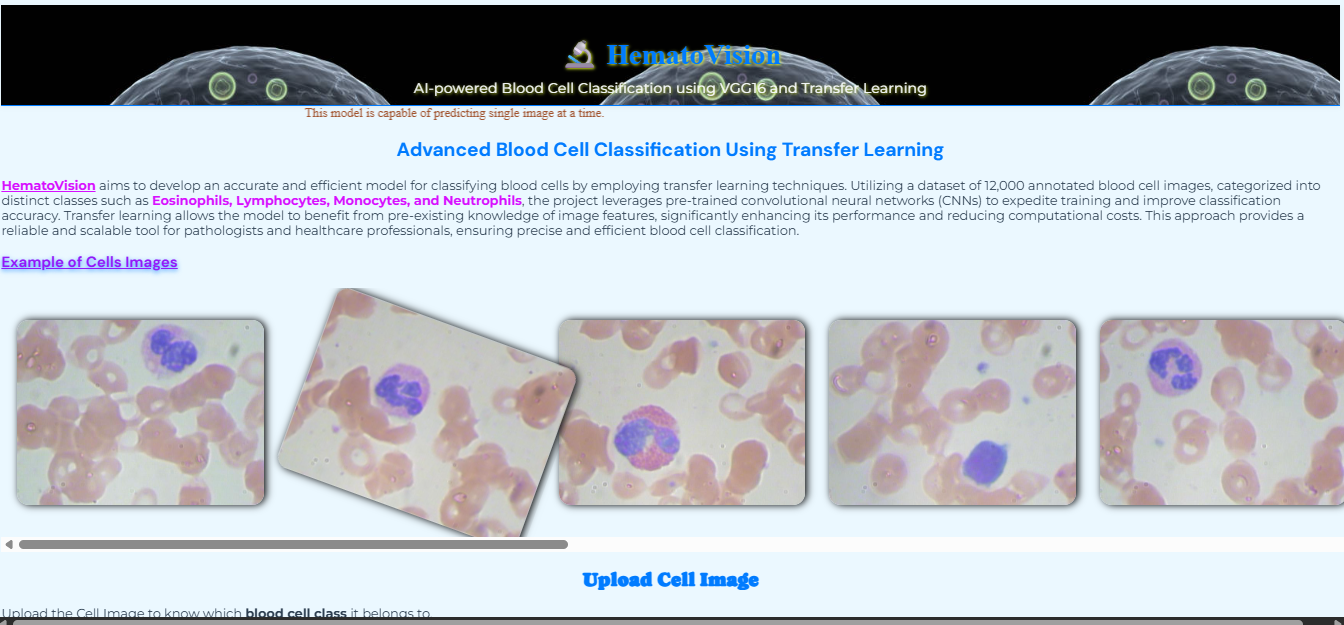 HematoVision
AI-powered Blood Cell Classification using VGG16 and Transfer Learning
This model is capable of predicting single image at a time.
Advanced Blood Cell Classification Using Transfer Learning
HematoVision aims to develop an accurate and efficient model for classifying blood cells by employing transfer learning techniques. Utilizing a dataset of 12,000 annotated blood cell images, categorized into
distinct classes such as Eosinophils, Lymphocytes, Monocytes, and Neutrophils, the project leverages pre-trained convolutional neural networks (CNNs) to expedite training and improve classification
accuracy. Transfer learning allows the model to benefit from pre-existing knowledge of image features, significantly enhancing its performance and reducing computational costs. This approach provides a
reliable and scalable tool for pathologists and healthcare professionals, ensuring precise and efficient blood cell classification.
Example of Cells Images
Upload Cell Image
Upload the Cell Image to know which blood cell class it belongs to.